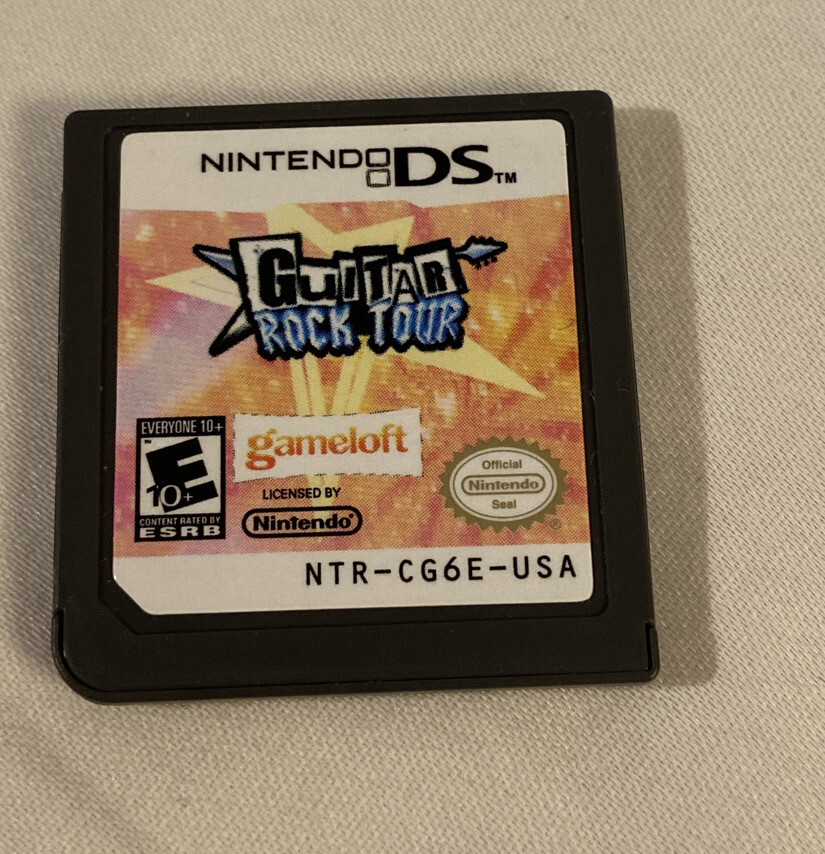 NINTENDO DS™
GUITAR
ROCK TOUR
EVERYONE 10+
™
E
10+
CONTENT RATED BY
ESRB
gameloft
LICENSED BY
Nintendo®
Official
Nintendo
Seal
®
NTR-CG6E-USA